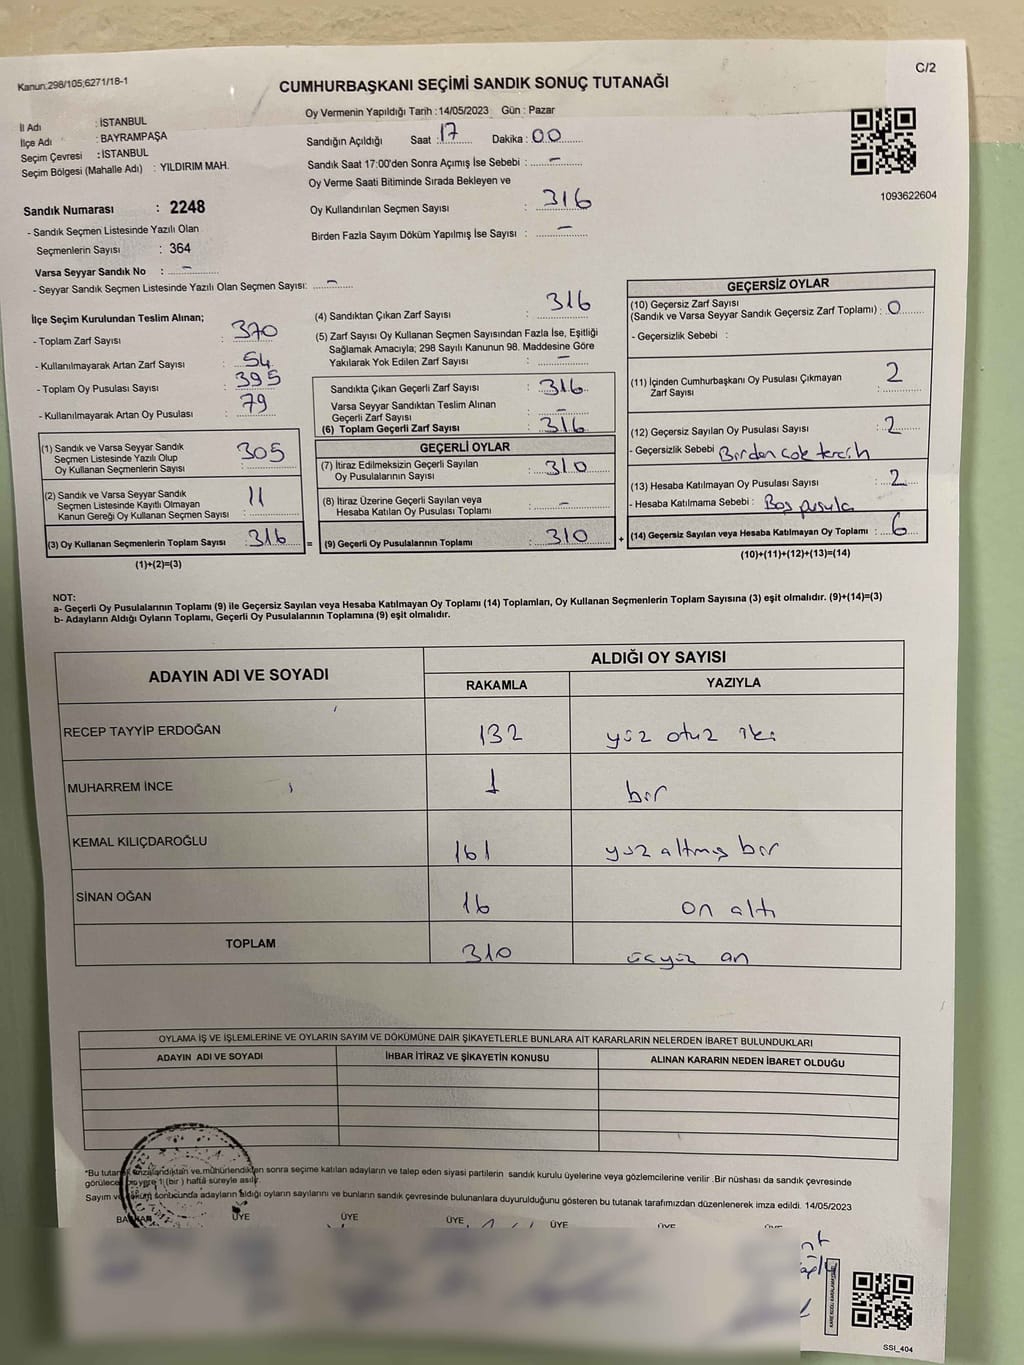 Kanun:298/105;6271/18-1
C/2
CUMHURBAŞKANI SEÇİMİ SANDIK SONUÇ TUTANAĞI
Oy Vermenin Yapıldığı Tarih : 14/05/2023 Gün : Pazar
İl Adı : İSTANBUL
İlçe Adı : BAYRAMPAŞA
Seçim Çevresi : İSTANBUL
Seçim Bölgesi (Mahalle Adı) : YILDIRIM MAH.
Sandığın Açıldığı Saat : 17 Dakika : 00
Sandık Saat 17:00'den Sonra Açımış İse Sebebi : -
Oy Verme Saati Bitiminde Sırada Bekleyen ve
Oy Kullandırılan Seçmen Sayısı : 316
Birden Fazla Sayım Döküm Yapılmış İse Sayısı : -
1093622604
Sandık Numarası : 2248
- Sandık Seçmen Listesinde Yazılı Olan
Seçmenlerin Sayısı : 364
Varsa Seyyar Sandık No : -
- Seyyar Sandık Seçmen Listesinde Yazılı Olan Seçmen Sayısı: -
İlçe Seçim Kurulundan Teslim Alınan;
- Toplam Zarf Sayısı : 370
- Kullanılmayarak Artan Zarf Sayısı : 54
- Toplam Oy Pusulası Sayısı : 395
- Kullanılmayarak Artan Oy Pusulası : 79
(1) Sandık ve Varsa Seyyar Sandık
Seçmen Listesinde Yazılı Olup
Oy Kullanan Seçmenlerin Sayısı : 305
(2) Sandık ve Varsa Seyyar Sandık
Seçmen Listesinde Kayıtlı Olmayan
Kanun Gereği Oy Kullanan Seçmen Sayısı : 11
(3) Oy Kullanan Seçmenlerin Toplam Sayısı : 316 =
(1)+(2)=(3)
(4) Sandıktan Çıkan Zarf Sayısı : 316
(5) Zarf Sayısı Oy Kullanan Seçmen Sayısından Fazla İse, Eşitliği
Sağlamak Amacıyla; 298 Sayılı Kanunun 98. Maddesine Göre
Yakılarak Yok Edilen Zarf Sayısı : -
Sandıkta Çıkan Geçerli Zarf Sayısı : 316
Varsa Seyyar Sandıktan Teslim Alınan
Geçerli Zarf Sayısı : -
(6) Toplam Geçerli Zarf Sayısı : 316
GEÇERLİ OYLAR
(7) İtiraz Edilmeksizin Geçerli Sayılan
Oy Pusulalarının Sayısı : 310
(8) İtiraz Üzerine Geçerli Sayılan veya
Hesaba Katılan Oy Pusulası Toplamı : -
(9) Geçerli Oy Pusulalarının Toplamı : 310 +
GEÇERSİZ OYLAR
(10) Geçersiz Zarf Sayısı
(Sandık ve Varsa Seyyar Sandık Geçersiz Zarf Toplamı) : 0
- Geçersizlik Sebebi :
(11) İçinden Cumhurbaşkanı Oy Pusulası Çıkmayan
Zarf Sayısı : 2
(12) Geçersiz Sayılan Oy Pusulası Sayısı : 2
- Geçersizlik Sebebi Birden çok tercih
(13) Hesaba Katılmayan Oy Pusulası Sayısı : 2
- Hesaba Katılmama Sebebi : Boş pusula
(14) Geçersiz Sayılan veya Hesaba Katılmayan Oy Toplamı : 6
(10)+(11)+(12)+(13)=(14)
NOT:
a- Geçerli Oy Pusulalarının Toplamı (9) ile Geçersiz Sayılan veya Hesaba Katılmayan Oy Toplamı (14) Toplamları, Oy Kullanan Seçmenlerin Toplam Sayısına (3) eşit olmalıdır. (9)+(14)=(3)
b- Adayların Aldığı Oyların Toplamı, Geçerli Oy Pusulalarının Toplamına (9) eşit olmalıdır.
ADAYIN ADI VE SOYADI ALDIĞI OY SAYISI
RAKAMLA YAZIYLA
RECEP TAYYİP ERDOĞAN 132 yüz otuz iki
MUHARREM İNCE 1 bir
KEMAL KILIÇDAROĞLU 161 yüz altmış bir
SİNAN OĞAN 16 on altı
TOPLAM 310 üçyüz on
OYLAMA İŞ VE İŞLEMLERİNE VE OYLARIN SAYIM VE DÖKÜMÜNE DAİR ŞİKAYETLERLE BUNLARA AİT KARARLARIN NELERDEN İBARET BULUNDUKLARI
ADAYIN ADI VE SOYADI İHBAR İTİRAZ VE ŞİKAYETİN KONUSU ALINAN KARARIN NEDEN İBARET OLDUĞU
*Bu tutanak imzalandıktan ve mühürlendikten sonra seçime katılan adayların ve talep eden siyasi partilerin sandık kurulu üyelerine veya gözlemcilerine verilir .Bir nüshası da sandık çevresinde
görülecek bir yere 1 (bir ) hafta süreyle asılır.
Sayım ve döküm sonucunda adayların aldığı oyların sayılarını ve bunların sandık çevresinde bulunanlara duyurulduğunu gösteren bu tutanak tarafımızdan düzenlenerek imza edildi. 14/05/2023
BAŞKAN ÜYE ÜYE ÜYE ÜYE
SSI_404